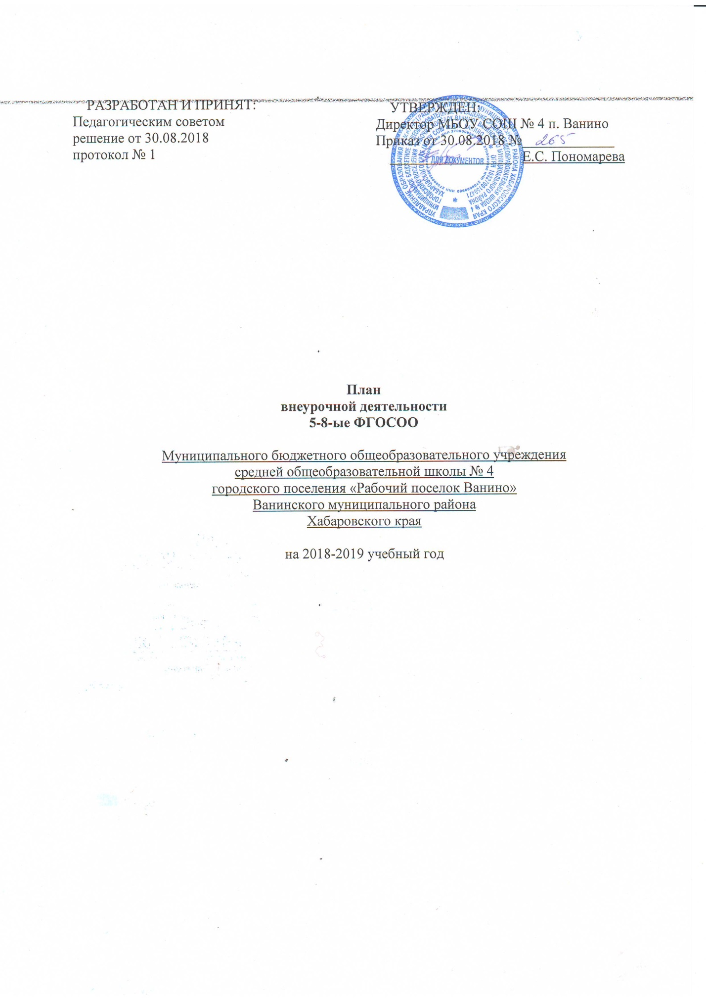 РАЗРАБОТАН И ПРИНЯТ:
Педагогическим советом
решение от 30.08.2018
протокол № 1
УТВЕРЖДЕН:
Директор МБОУ СОШ № 4 п. Ванино
Приказ от 30.08.2018 № 265
Е.С. Пономарева
ДЛЯ ДОКУМЕНТОВ
План
внеурочной деятельности
5-8-ые ФГОСОО
Муниципального бюджетного общеобразовательного учреждения
средней общеобразовательной школы № 4
городского поселения «Рабочий поселок Ванино»
Ванинского муниципального района
Хабаровского края
на 2018-2019 учебный год